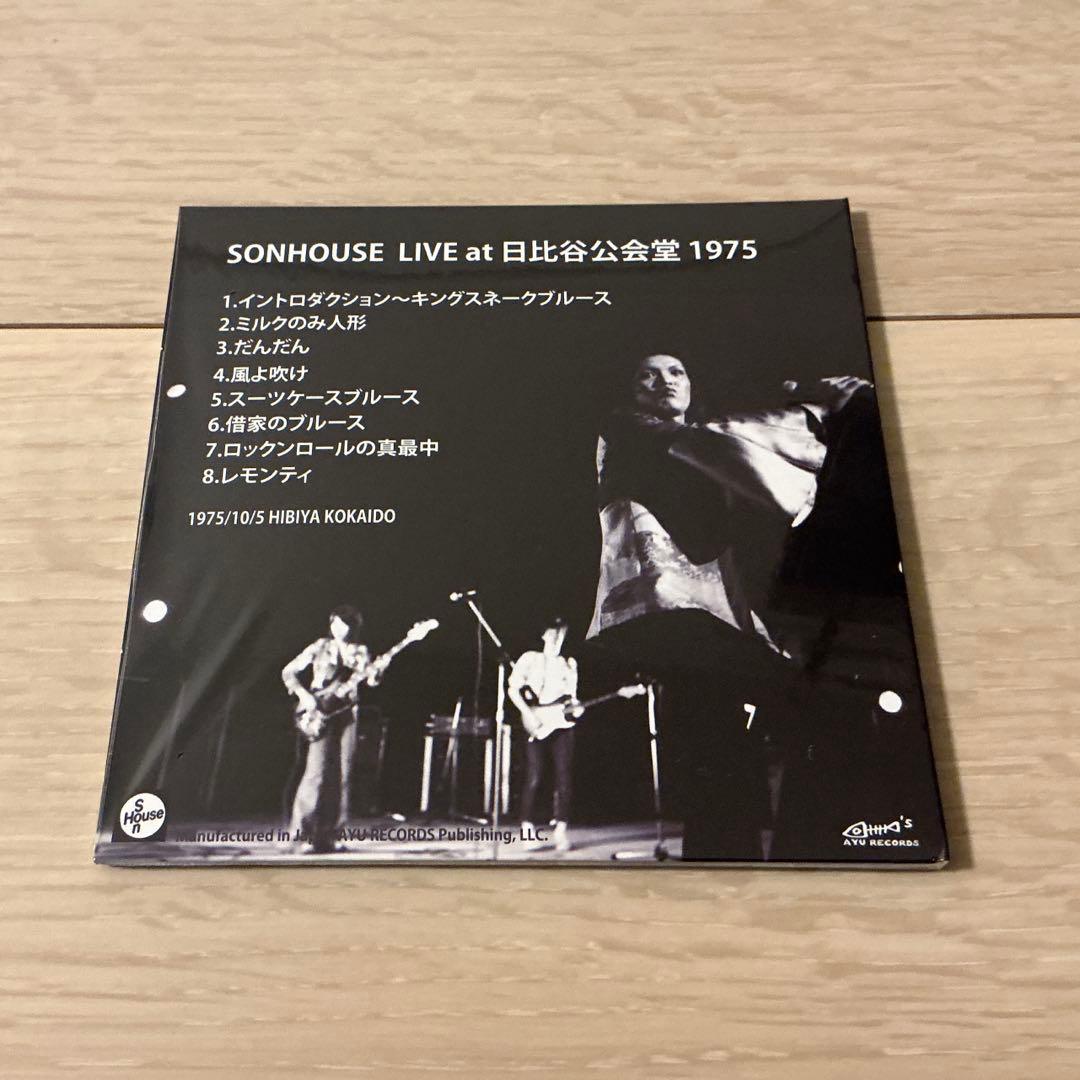 SONHOUSE LIVE at 日比谷公会堂 1975
1.イントロダクション～キングスネークブルース
2.ミルクのみ人形
3.だんだん
4.風よ吹け
5.スーツケースブルース
6.借家のブルース
7.ロックンロールの真最中
8.レモンティ
1975/10/5 HIBIYA KOKAIDO
S
House
n
Manufactured in AYU RECORDS Publishing, LLC.
's
AYU RECORDS